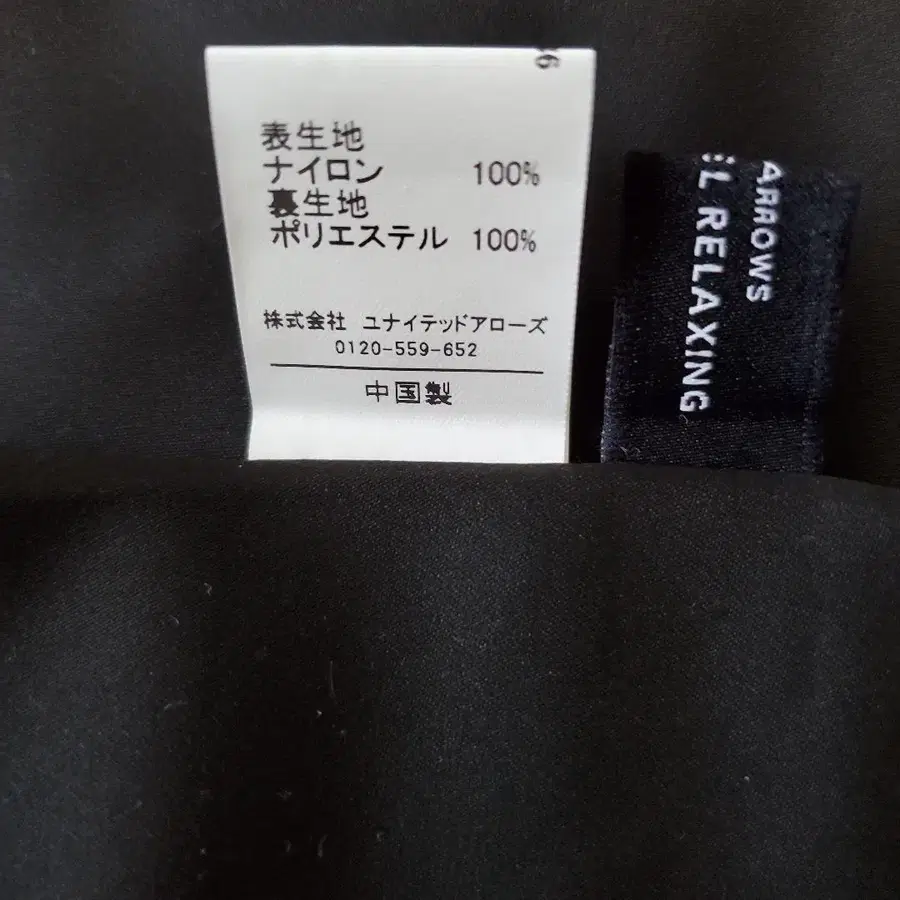 表生地
ナイロン 100%
裏生地
ポリエステル 100%
株式会社 ユナイテッドアローズ
0120-559-652
中国製
ARROWS
RELAXING